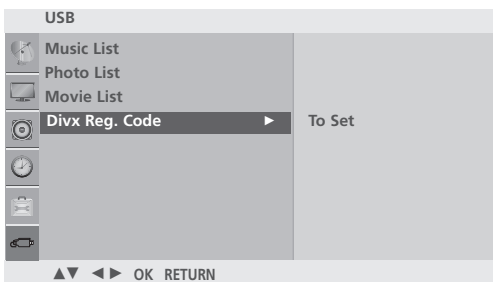 USB
Music List
Photo List
Movie List
Divx Reg. Code ► To Set
▲▼ ◄► OK RETURN